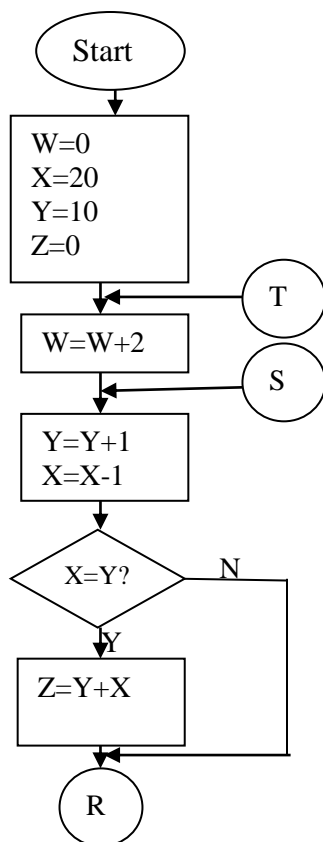 Start
W=0
X=20
Y=10
Z=0
T
W=W+2
S
Y=Y+1
X=X-1
X=Y?
N
Y
Z=Y+X
R